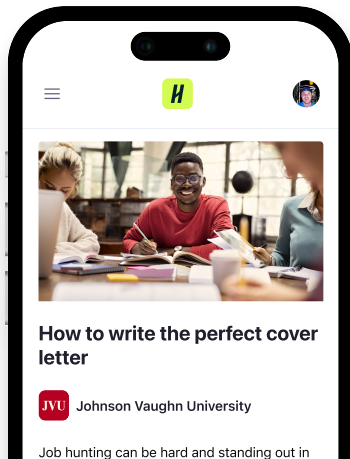 H
How to write the perfect cover
letter
JVU
Johnson Vaughn University
Job hunting can be hard and standing out in